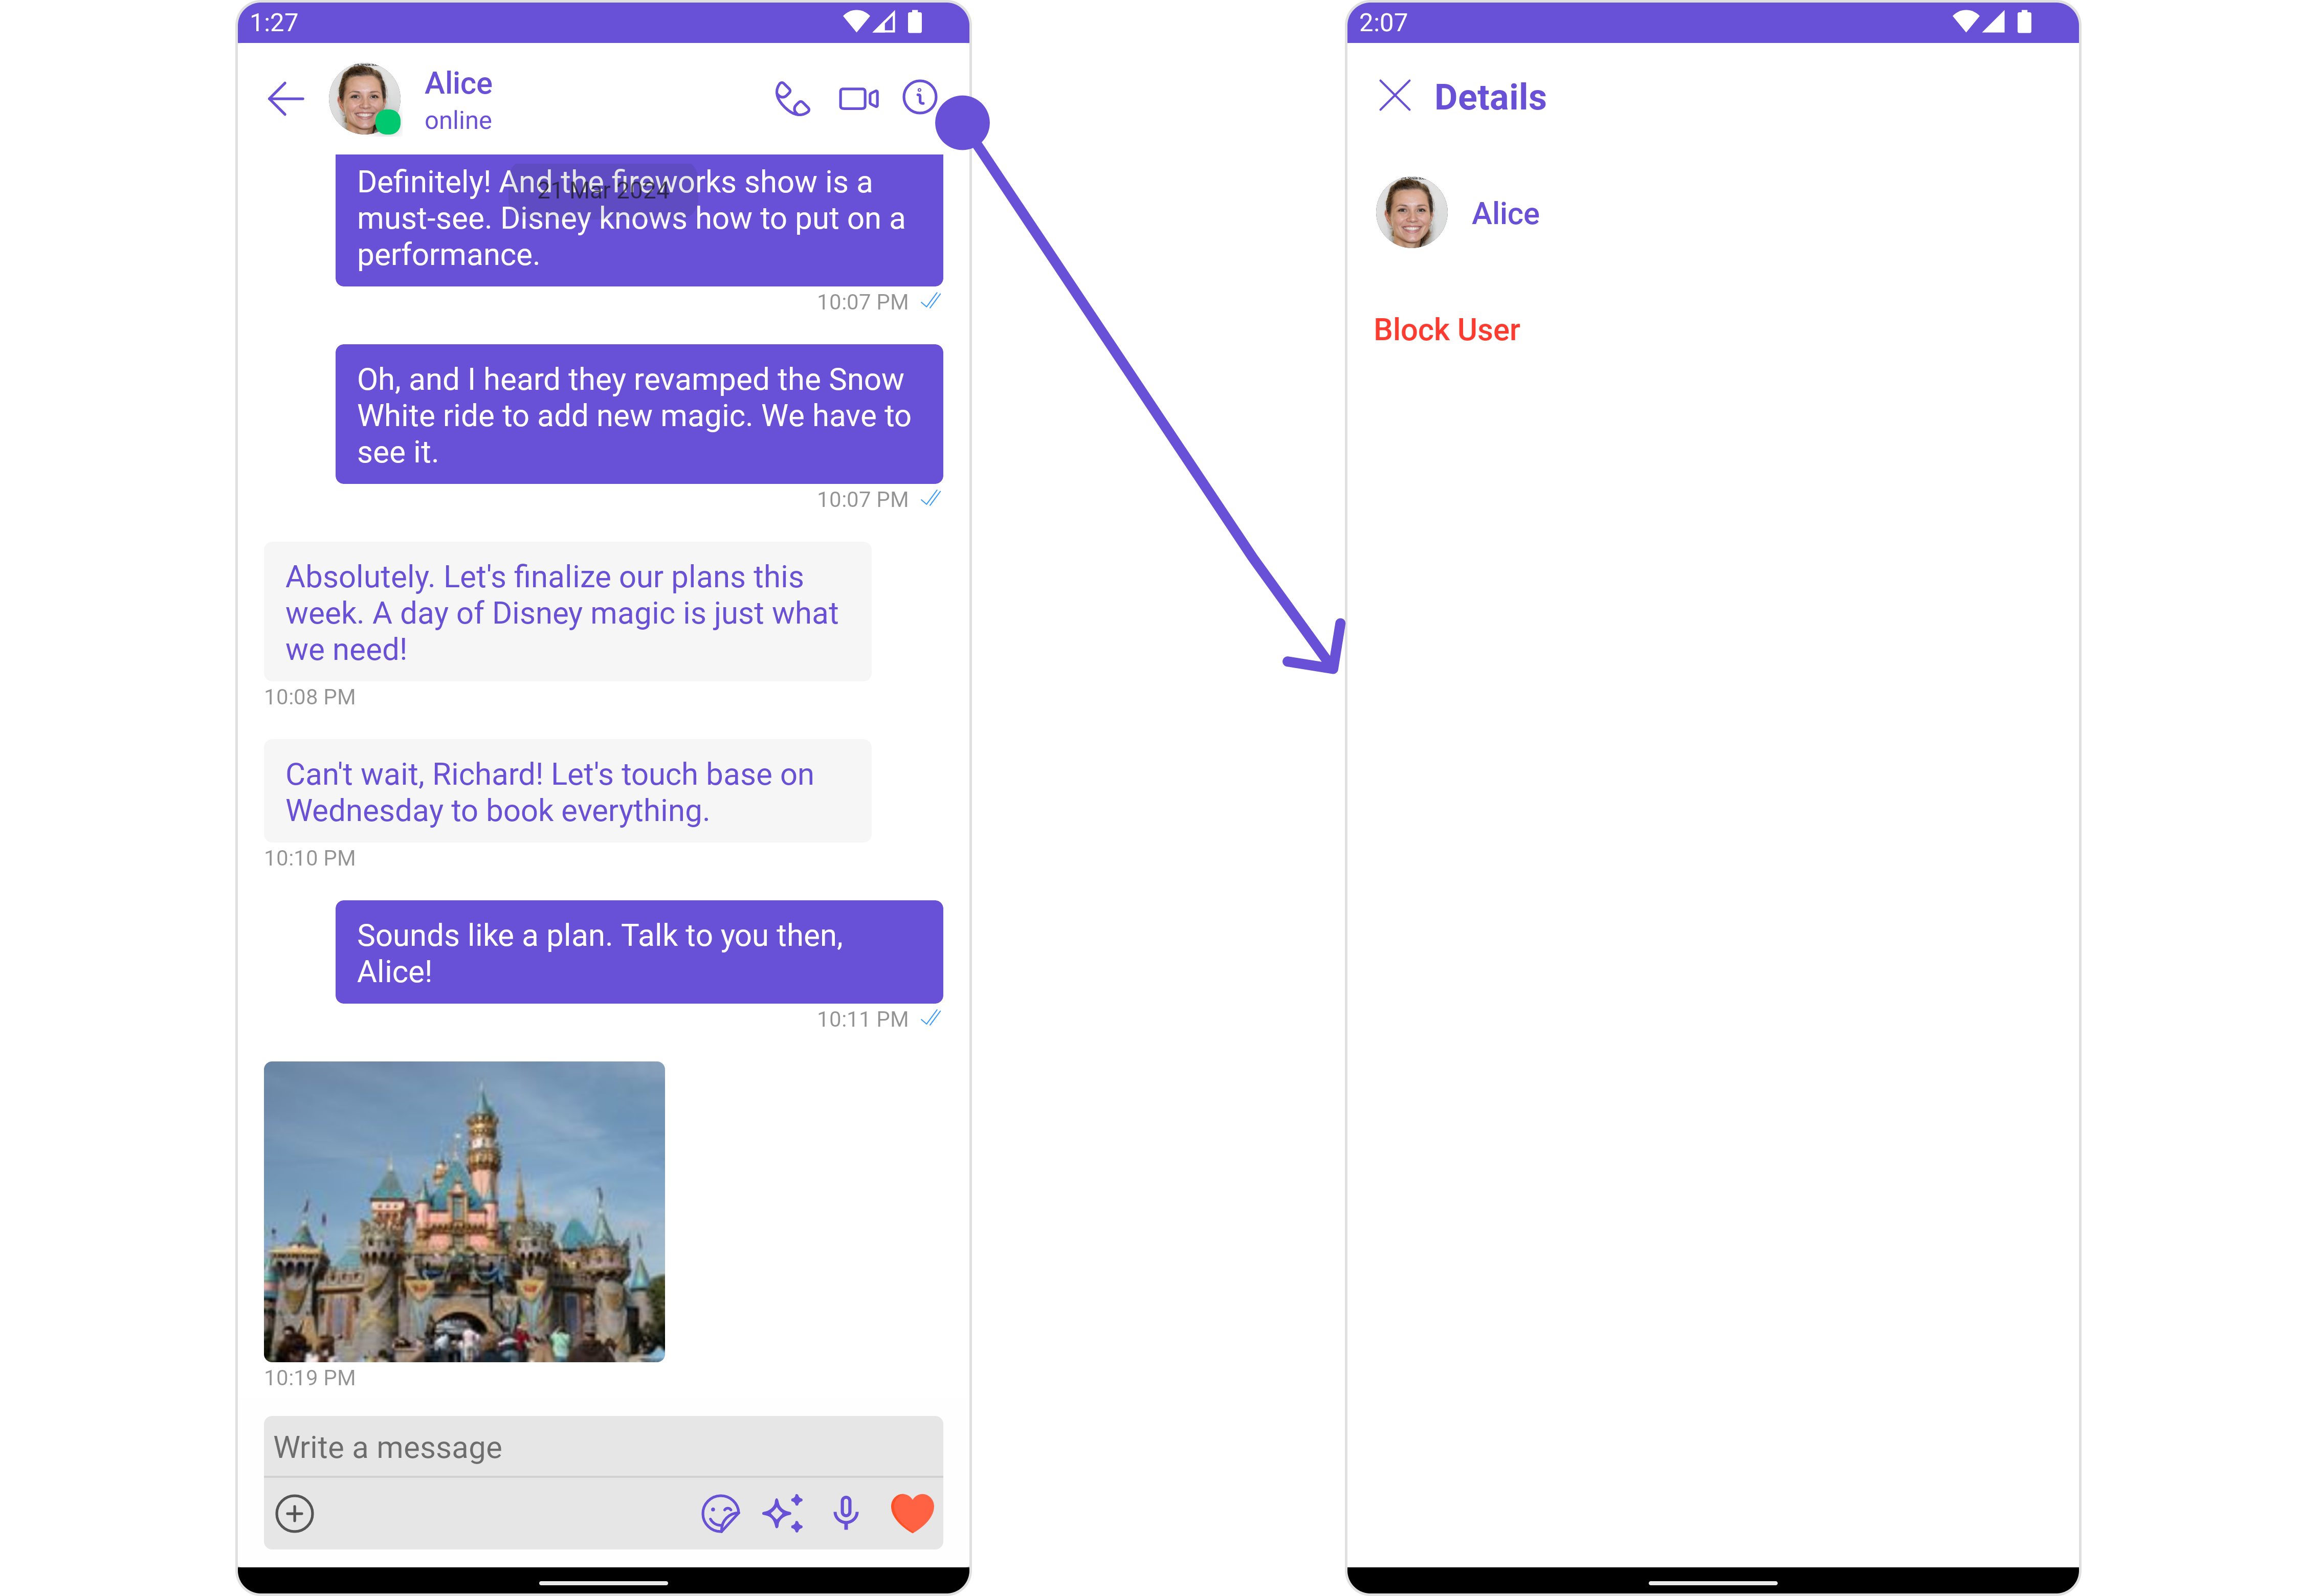 1:27
Alice
online
Definitely! And the fireworks show is a
21 Mar 2024
must-see. Disney knows how to put on a
performance.
10:07 PM
Oh, and I heard they revamped the Snow
White ride to add new magic. We have to
see it.
10:07 PM
Absolutely. Let's finalize our plans this
week. A day of Disney magic is just what
we need!
10:08 PM
Can't wait, Richard! Let's touch base on
Wednesday to book everything.
10:10 PM
Sounds like a plan. Talk to you then,
Alice!
10:11 PM
10:19 PM
Write a message
2:07
Details
Alice
Block User